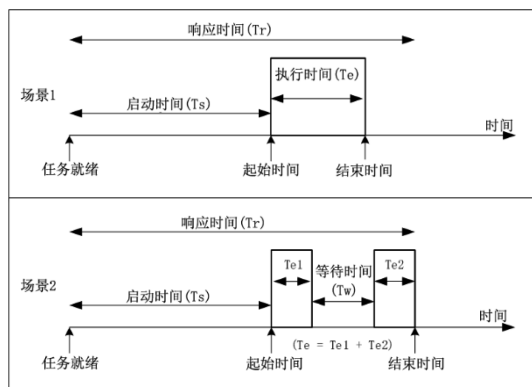 响应时间(Tr)
执行时间(Te)
场景1
启动时间(Ts)
时间
任务就绪
起始时间
结束时间
响应时间(Tr)
Te1
等待时间
(Tw)
Te2
场景2
启动时间(Ts)
时间
(Te = Te1 + Te2)
任务就绪
起始时间
结束时间